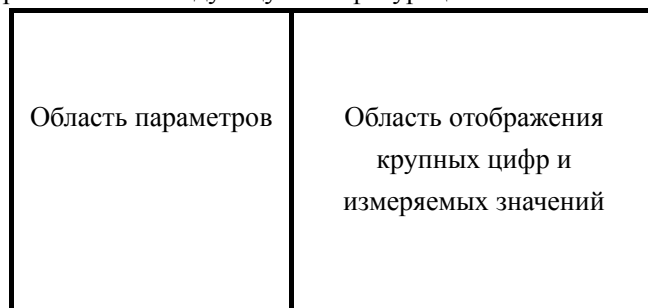 Область параметров
Область отображения
крупных цифр и
измеряемых значений